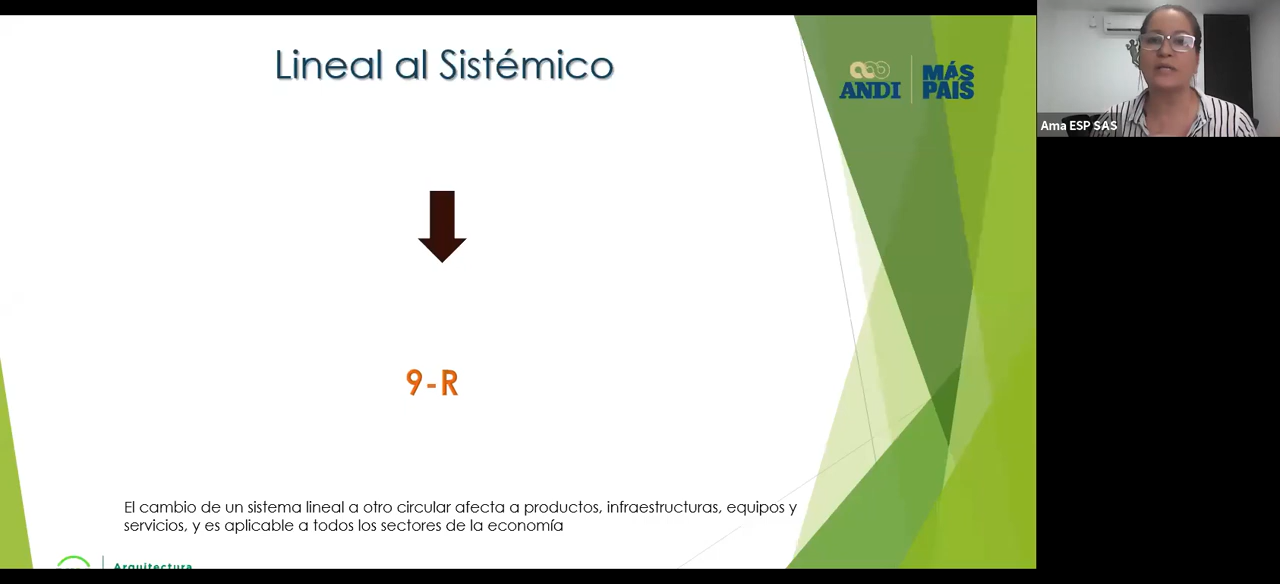 Lineal al Sistémico
ANDI
MÁS
PAÍS
Ama ESP SAS
9-R
El cambio de un sistema lineal a otro circular afecta a productos, infraestructuras, equipos y
servicios, y es aplicable a todos los sectores de la economía
Arquitectura